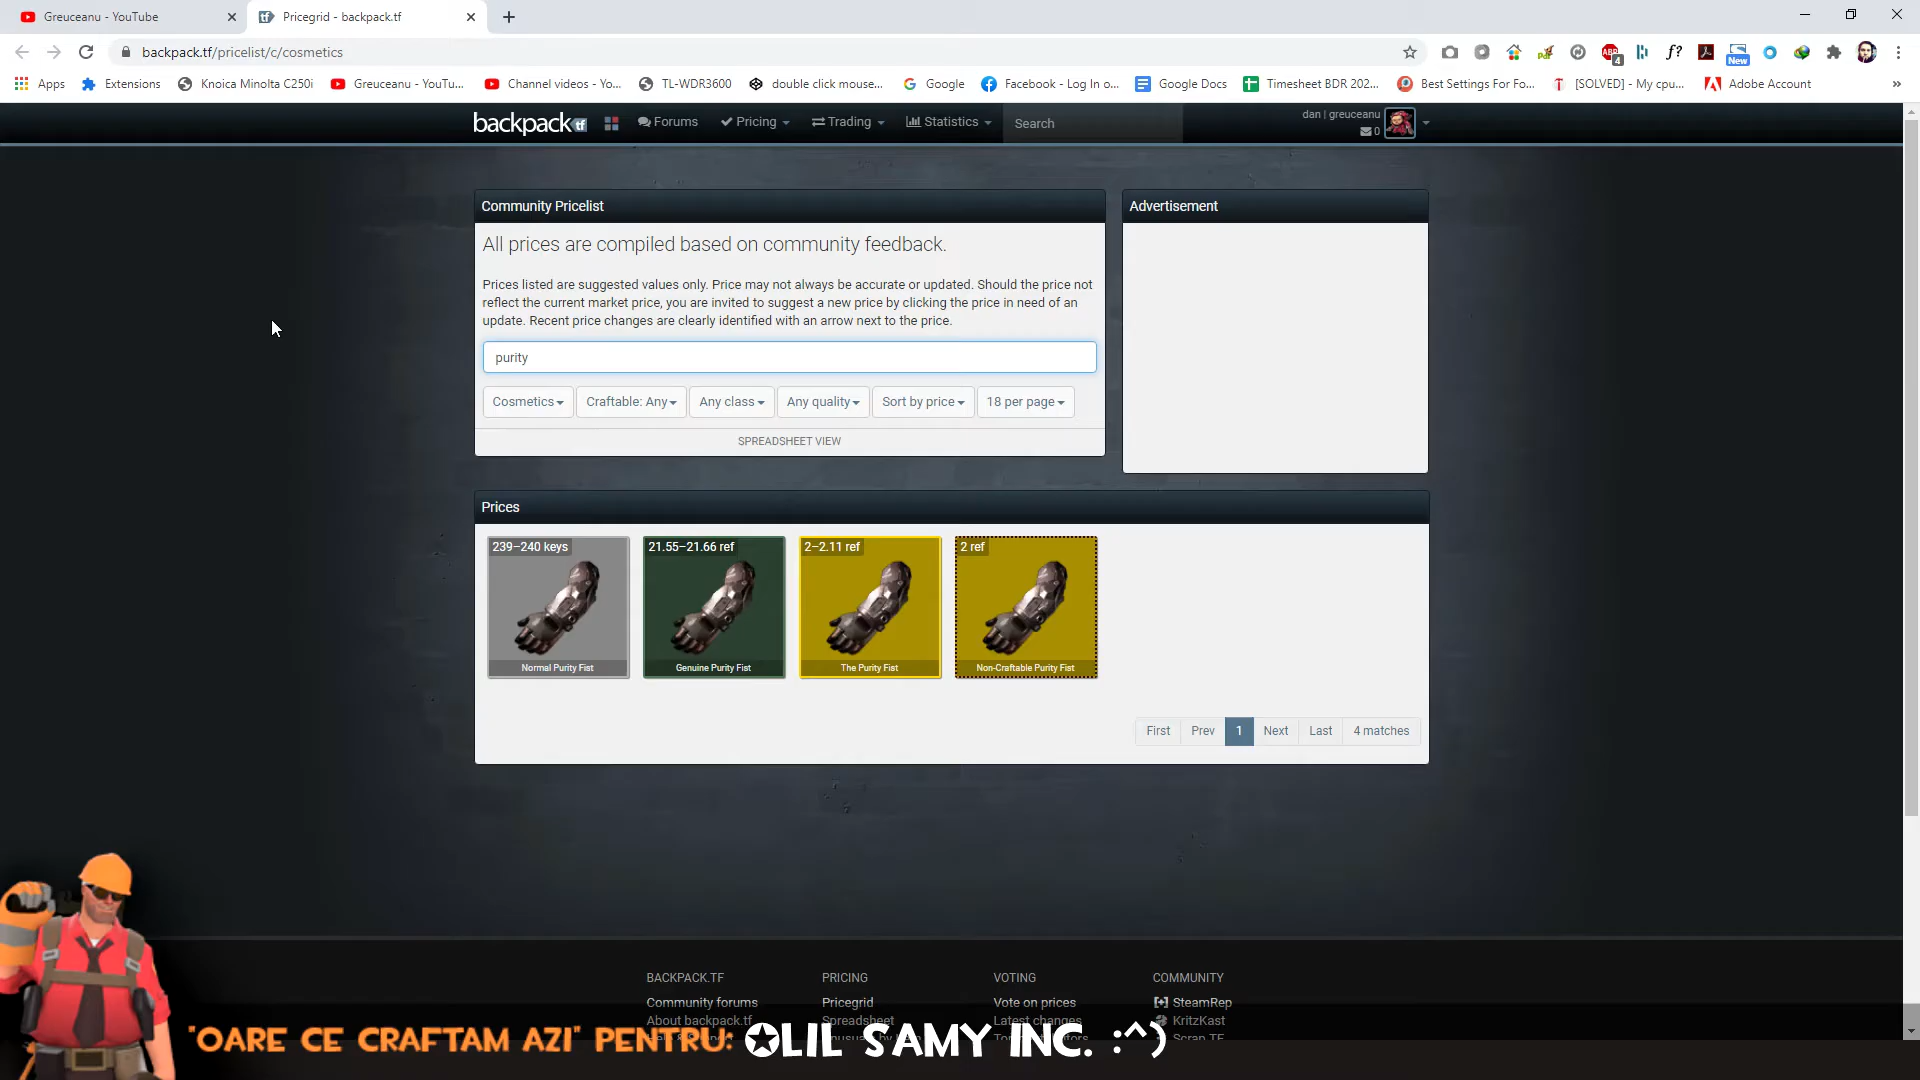 Greuceanu - YouTube
Pricegrid - backpack.tf
backpack.tf/pricelist/c/cosmetics
ABP
4
f?
New
Apps
Extensions
Knoica Minolta C250i
Greuceanu - YouTu...
Channel videos - Yo...
TL-WDR3600
double click mouse...
Google
Facebook - Log In o...
Google Docs
Timesheet BDR 202...
Best Settings For Fo...
[SOLVED] - My cpu...
Adobe Account
»
backpack tf
Forums
Pricing
Trading
Statistics
Search
dan | greuceanu
0
Community Pricelist
All prices are compiled based on community feedback.
Prices listed are suggested values only. Price may not always be accurate or updated. Should the price not
reflect the current market price, you are invited to suggest a new price by clicking the price in need of an
update. Recent price changes are clearly identified with an arrow next to the price.
purity
Cosmetics
Craftable: Any
Any class
Any quality
Sort by price
18 per page
SPREADSHEET VIEW
Advertisement
Prices
239–240 keys
Normal Purity Fist
21.55–21.66 ref
Genuine Purity Fist
2–2.11 ref
The Purity Fist
2 ref
Non-Craftable Purity Fist
First
Prev
1
Next
Last
4 matches
BACKPACK.TF
Community forums
About backpack.tf
PRICING
Pricegrid
Spreadsheet
VOTING
Vote on prices
Latest changes
COMMUNITY
SteamRep
KritzKast
Scrap.TF
"OARE CE CRAFTAM AZI" PENTRU: ✪LIL SAMY INC. :^)